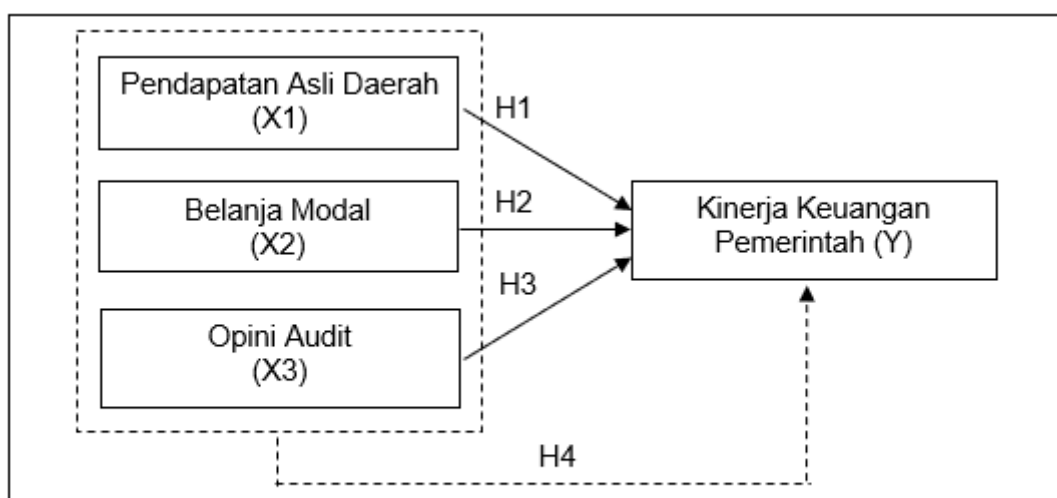 Pendapatan Asli Daerah
(X1)
H1
Belanja Modal
(X2)
H2
Kinerja Keuangan
Pemerintah (Y)
H3
Opini Audit
(X3)
H4